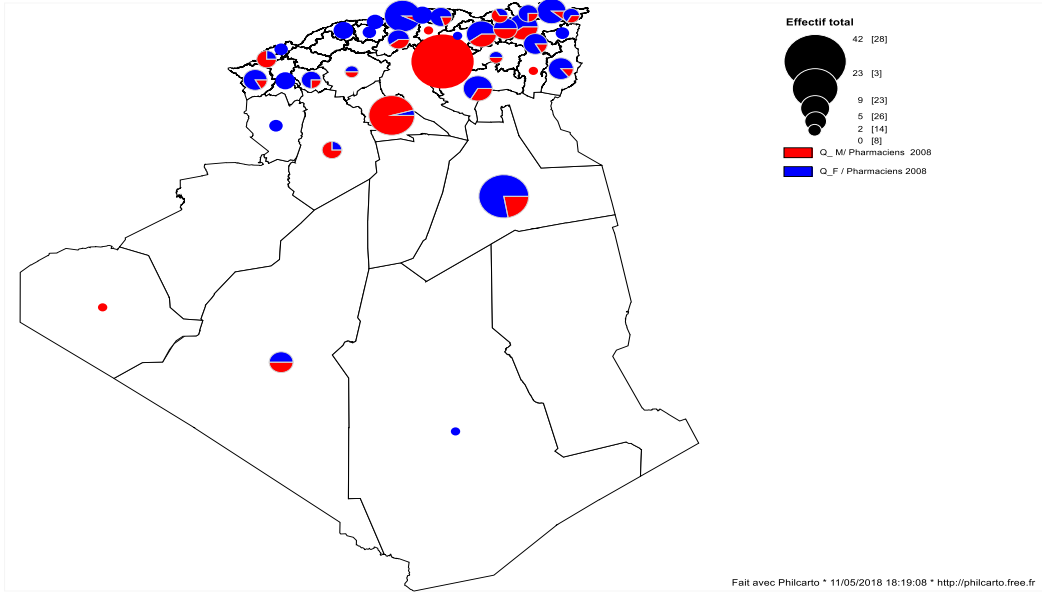 Effectif total
42 [28]
23 [3]
9 [23]
5 [26]
2 [14]
0 [8]
Q_ M/ Pharmaciens 2008
Q_F / Pharmaciens 2008
Fait avec Philcarto * 11/05/2018 18:19:08 * http://philcarto.free.fr